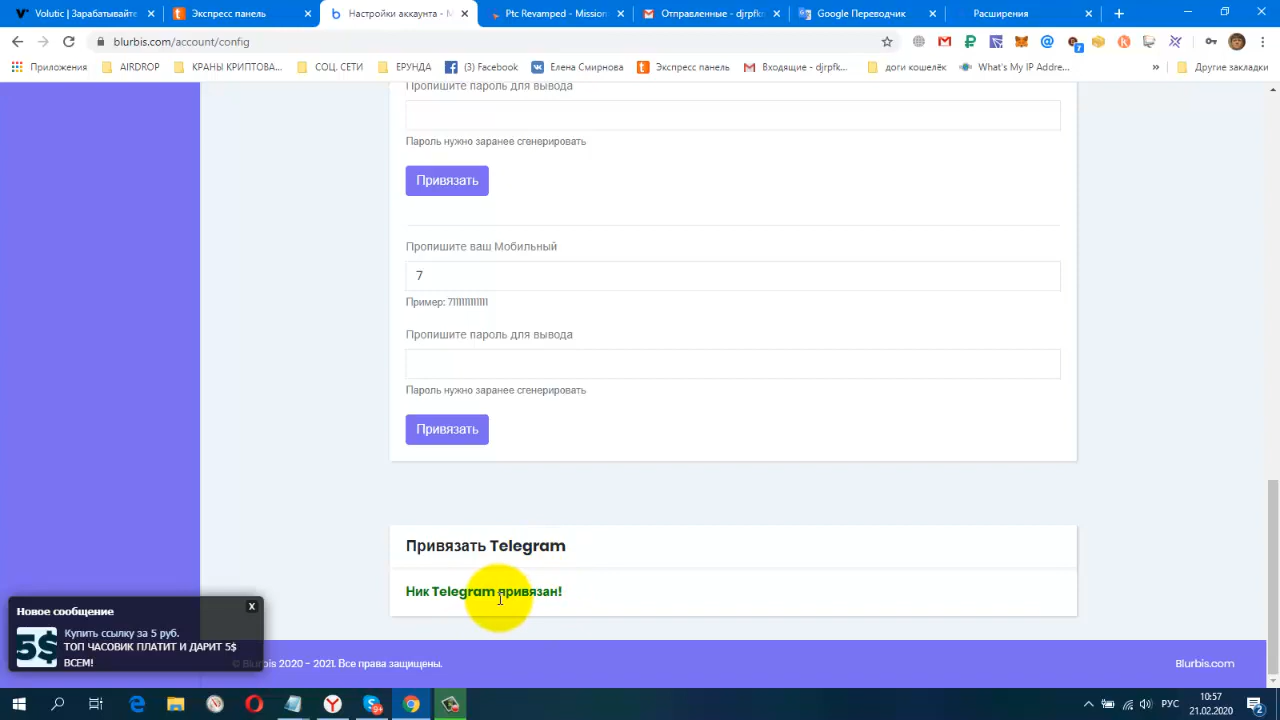 Volutic | Зарабатывайте
Экспресс панель
Настройки аккаунта -
Ptc Revamped - Mission
Отправленные - djrpfk
Google Переводчик
Расширения
blurbis.com/account/config
7
Приложения
AIRDROP
КРАНЫ КРИПТОВА...
СОЦ. СЕТИ
ЕРУНДА
(3) Facebook
Елена Смирнова
Экспресс панель
Входящие - djrpfk...
доги кошелёк
What's My IP Addre...
»
Другие закладки
Пропишите пароль для вывода
Пароль нужно заранее сгенерировать
Привязать
Пропишите ваш Мобильный
7
Пропишите пароль для вывода
Пароль нужно заранее сгенерировать
Привязать
Привязать Telegram
Ник Telegram привязан!
Новое сообщение
X
5$
Купить ссылку за 5 руб.
ТОП ЧАСОВИК ПЛАТИТ И ДАРИТ 5$
ВСЕМ!
© Blurbis 2020 - 2021. Все права защищены.
Blurbis.com
РУС
10:57
21.02.2020
2